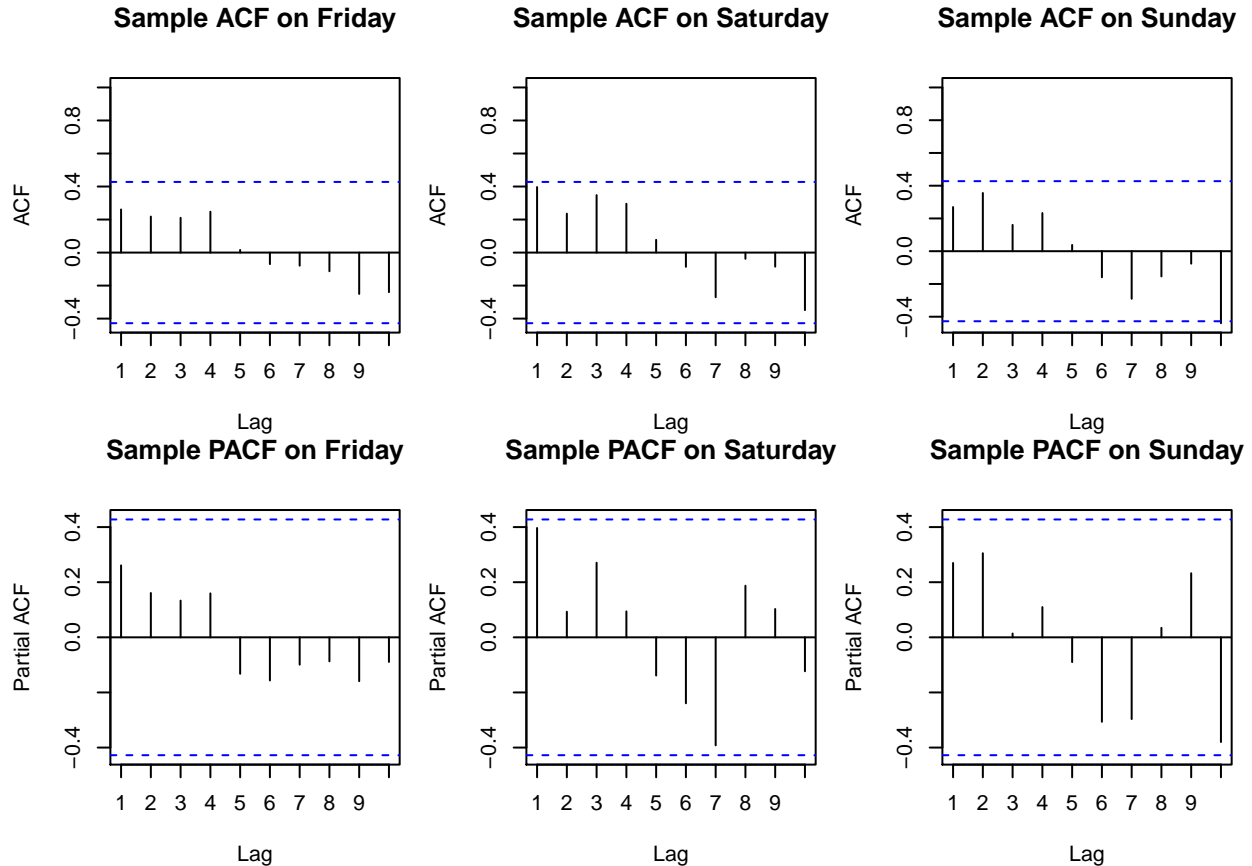 Sample ACF on Friday
ACF
0.8
0.4
0.0
−0.4
1 2 3 4 5 6 7 8 9
Lag
Sample ACF on Saturday
ACF
0.8
0.4
0.0
−0.4
1 2 3 4 5 6 7 8 9
Lag
Sample ACF on Sunday
ACF
0.8
0.4
0.0
−0.4
1 2 3 4 5 6 7 8 9
Lag
Sample PACF on Friday
Partial ACF
0.4
0.2
0.0
−0.4
1 2 3 4 5 6 7 8 9
Lag
Sample PACF on Saturday
Partial ACF
0.4
0.2
0.0
−0.4
1 2 3 4 5 6 7 8 9
Lag
Sample PACF on Sunday
Partial ACF
0.4
0.2
0.0
−0.4
1 2 3 4 5 6 7 8 9
Lag